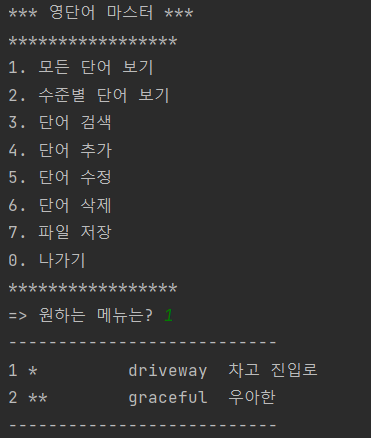 *** 영단어 마스터 ***
*****************
1. 모든 단어 보기
2. 수준별 단어 보기
3. 단어 검색
4. 단어 추가
5. 단어 수정
6. 단어 삭제
7. 파일 저장
0. 나가기
*****************
=> 원하는 메뉴는? 1
---------------------------
1 *         driveway  차고 진입로
2 **        graceful  우아한
---------------------------